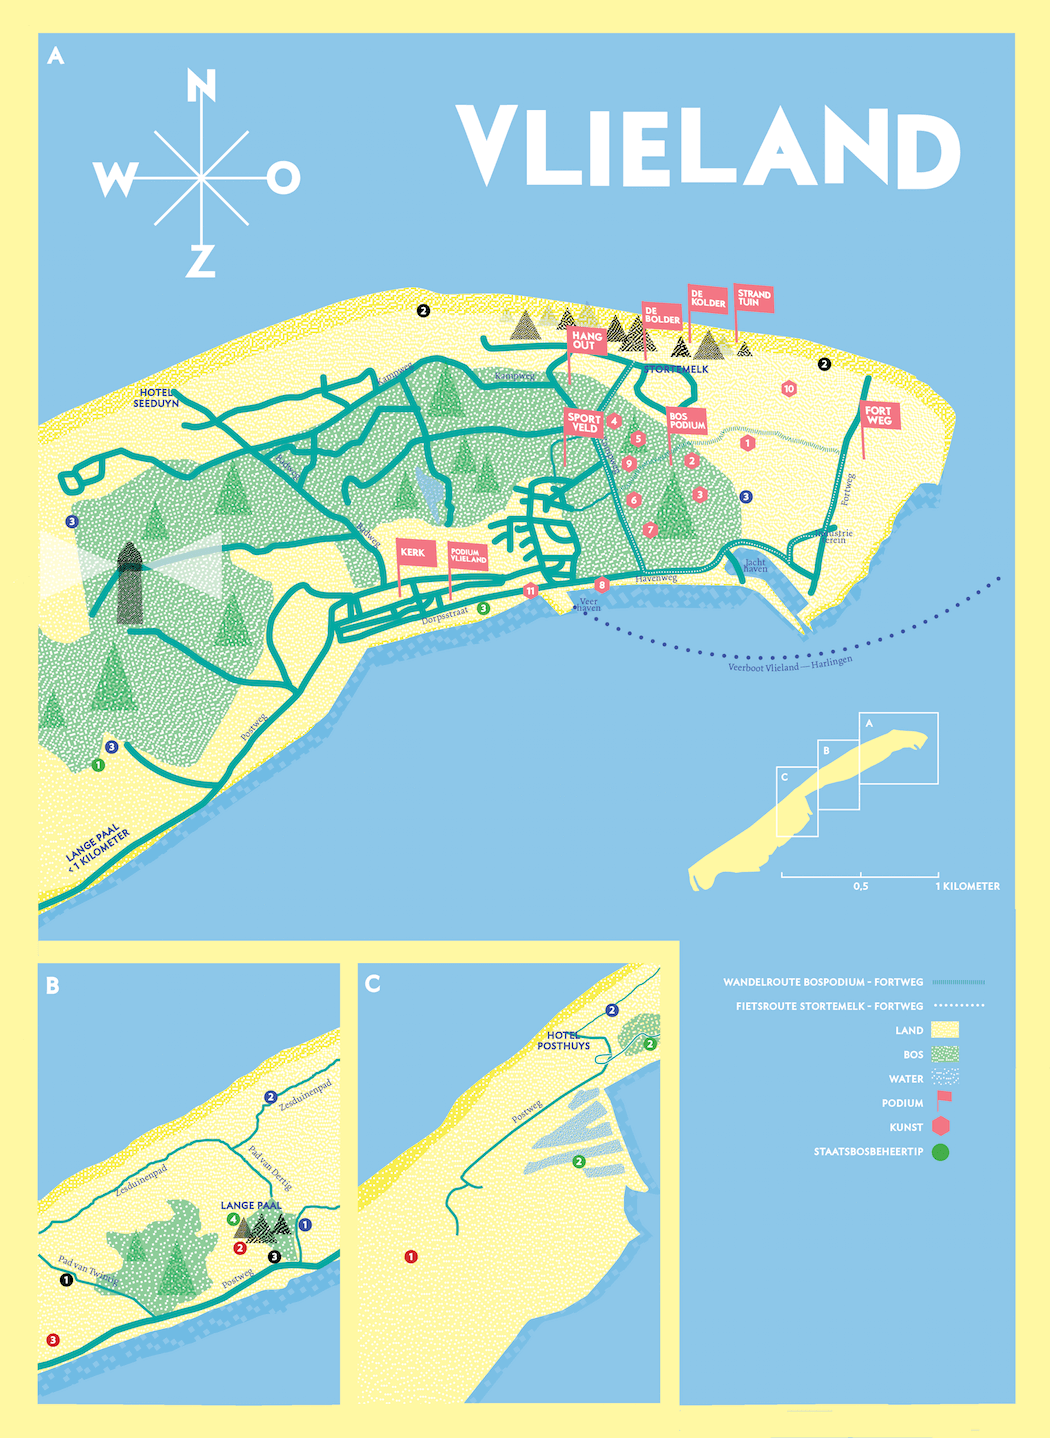 A
N
W
O
Z
VLIELAND
2
DE
KOLDER
STRAND
TUIN
DE
BOLDER
HANG
OUT
2
STORTEMELK
Kampweg
Kampweg
HOTEL
SEEDUYN
10
SPORT
VELD
4
BOS
PODIUM
FORT
WEG
5
1
9
2
3
3
6
7
Fortweg
3
Badweg
Industrie
terein
KERK
PODIUM
VLIELAND
Jacht
haven
Havenweg
11
8
Veer
haven
3
Dorpsstraat
Veerboot Vlieland — Harlingen
Postweg
3
1
LANGE PAAL
< 1 KILOMETER
A
B
C
0,5
1 KILOMETER
B
2
Zesduinenpad
Zesduinenpad
Pad van Dertig
LANGE PAAL
4
1
2
3
Pad van Twintig
1
Postweg
3
C
2
HOTEL
POSTHUYS
2
Postweg
2
1
WANDELROUTE BOSPODIUM - FORTWEG
FIETSROUTE STORTEMELK - FORTWEG
LAND
BOS
WATER
PODIUM
KUNST
STAATSBOSBEHEERTIP